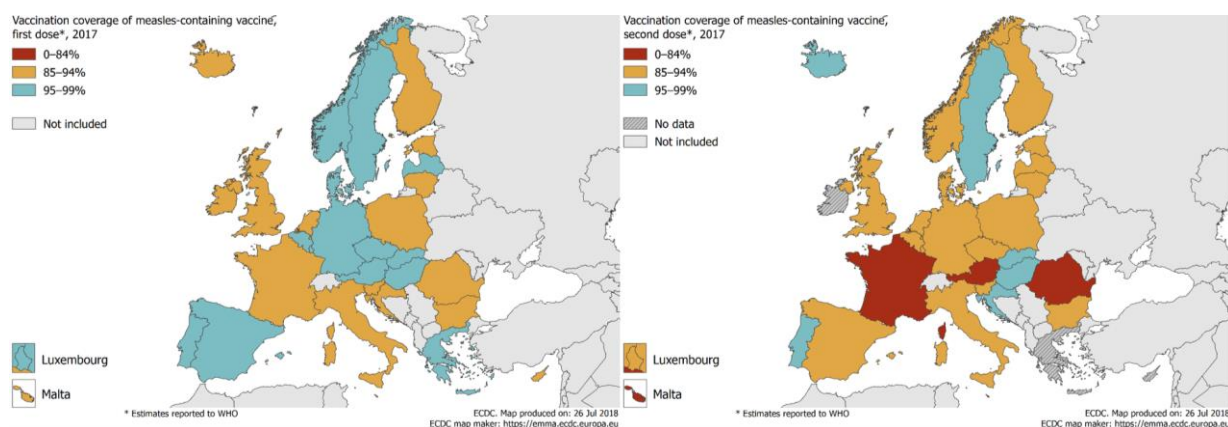 Vaccination coverage of measles-containing vaccine,
first dose*, 2017
0–84%
85–94%
95–99%
Not included
Luxembourg
Malta
* Estimates reported to WHO
ECDC. Map produced on: 26 Jul 2018
ECDC map maker: https://emma.ecdc.europa.eu
Vaccination coverage of measles-containing vaccine,
second dose*, 2017
0–84%
85–94%
95–99%
No data
Not included
Luxembourg
Malta
* Estimates reported to WHO
ECDC. Map produced on: 26 Jul 2018
ECDC map maker: https://emma.ecdc.europa.eu